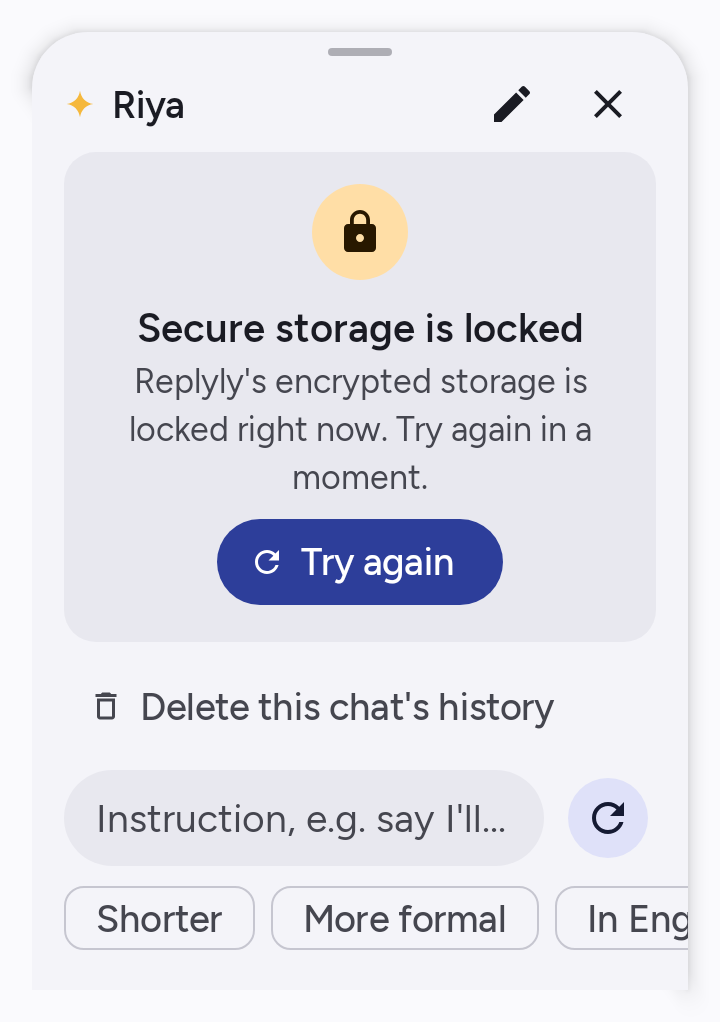 Riya
Secure storage is locked
Replyly's encrypted storage is
locked right now. Try again in a
moment.
Try again
Delete this chat's history
Instruction, e.g. say I'll...
Shorter
More formal
In Eng